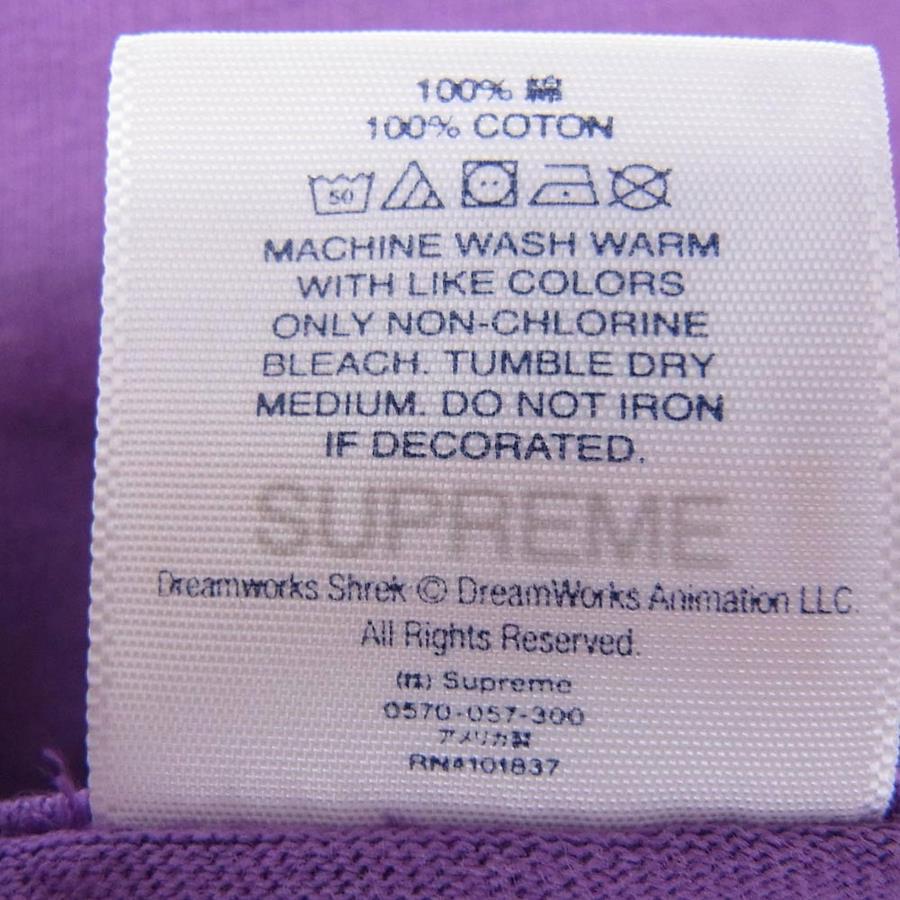 100% 綿
100% COTON
50
MACHINE WASH WARM
WITH LIKE COLORS
ONLY NON-CHLORINE
BLEACH. TUMBLE DRY
MEDIUM. DO NOT IRON
IF DECORATED.
SUPREME
Dreamworks Shrek © DreamWorks Animation LLC.
All Rights Reserved.
(株) Supreme
0570-057-300
アメリカ製
RN4101837